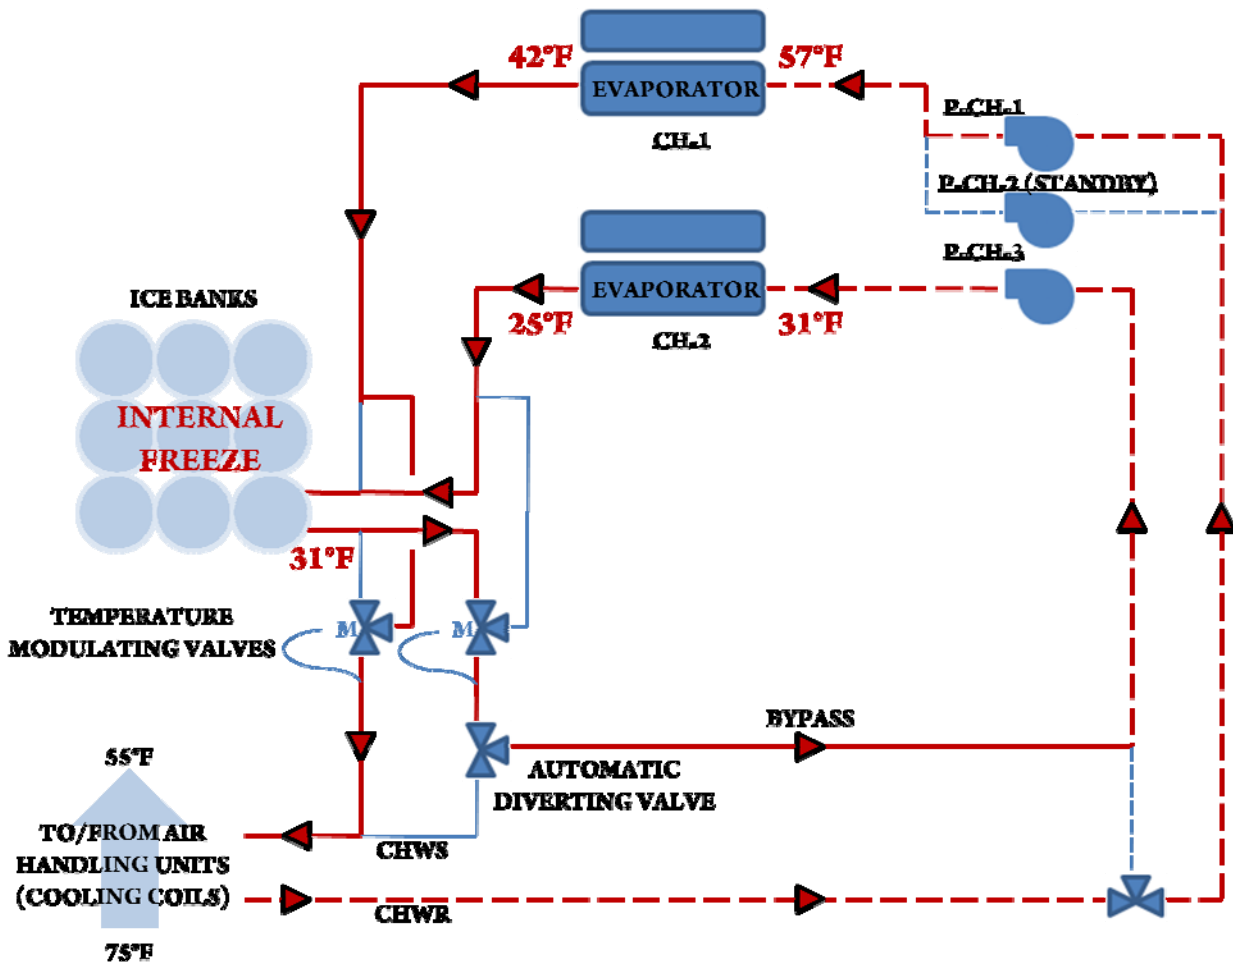 42°F
57°F
EVAPORATOR
CH-1
P-CH-1
P-CH-2 (STANDBY)
P-CH-3
EVAPORATOR
25°F
31°F
CH-2
ICE BANKS
INTERNAL
FREEZE
31°F
TEMPERATURE
MODULATING VALVES
M
M
BYPASS
AUTOMATIC
DIVERTING VALVE
55°F
TO/FROM AIR
HANDLING UNITS
(COOLING COILS)
75°F
CHWS
CHWR